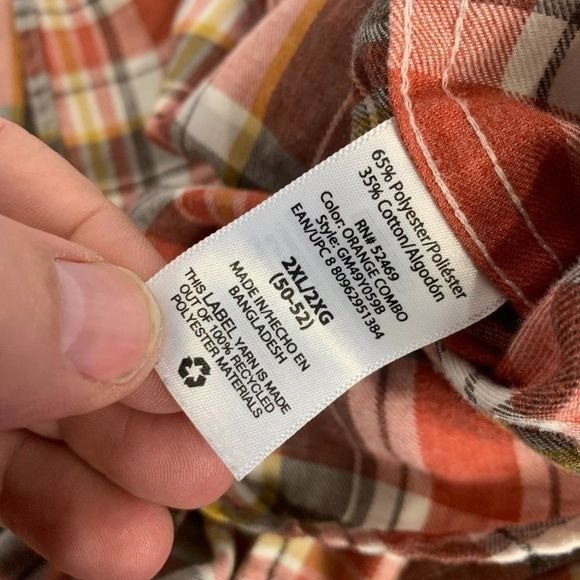 65% Polyester/Poliéster
35% Cotton/Algodón
RN# 52469
Color: ORANGE COMBO
Style: GM49Y059B
EAN/UPC 8 80962951384
2XL/2XG
(50-52)
MADE IN/HECHO EN
BANGLADESH
THIS LABEL YARN IS MADE
OUT OF 100% RECYCLED
POLYESTER MATERIALS